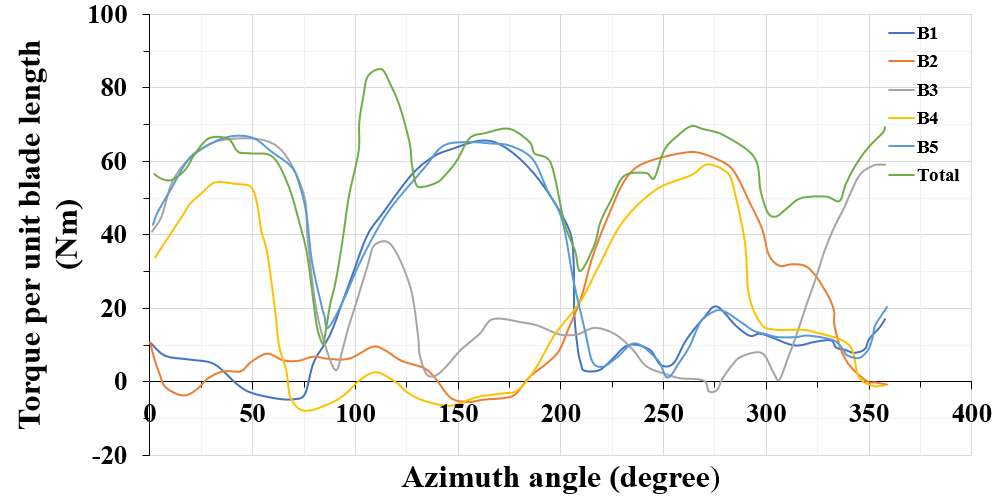 Torque per unit blade length
(Nm)
100
80
60
40
20
0
-20
0 50 100 150 200 250 300 350 400
Azimuth angle (degree)
B1
B2
B3
B4
B5
Total